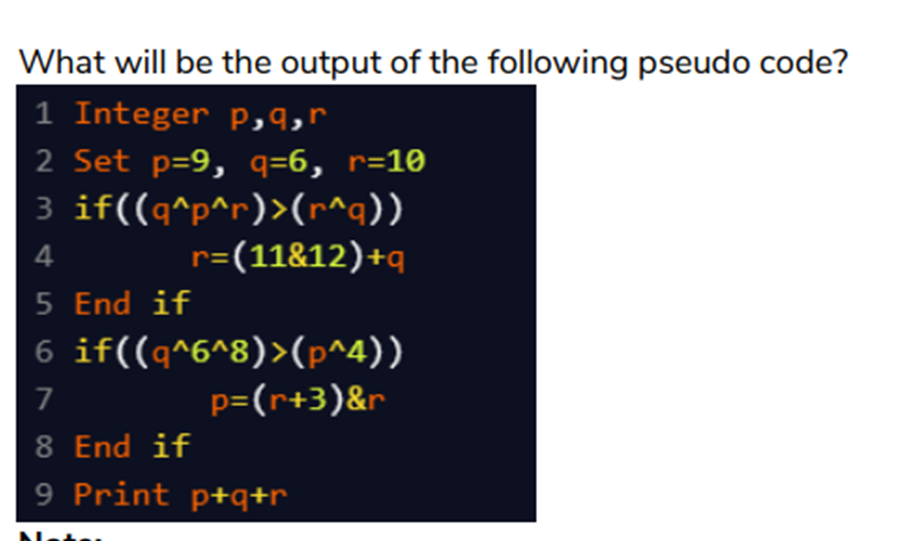 What will be the output of the following pseudo code?
1 Integer p,q,r
2 Set p=9, q=6, r=10
3 if((q^p^r)>(r^q))
4 r=(11&12)+q
5 End if
6 if((q^6^8)>(p^4))
7 p=(r+3)&r
8 End if
9 Print p+q+r